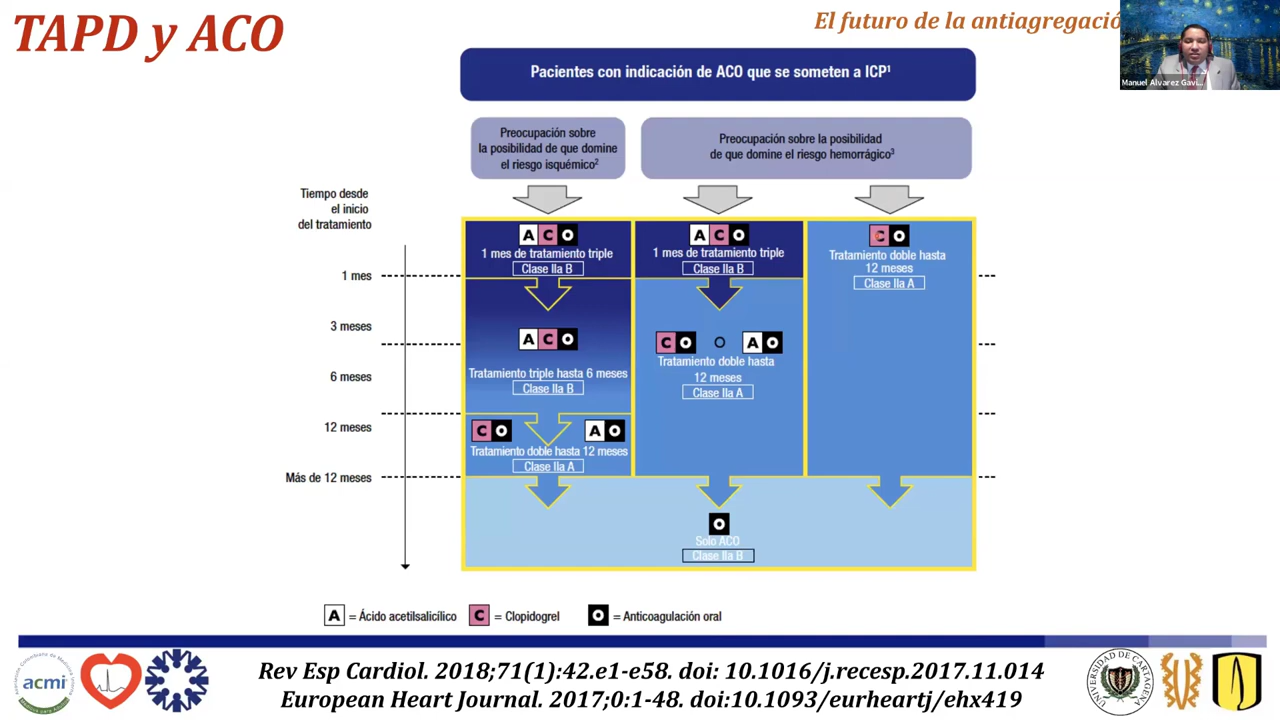 TAPD y ACO
El futuro de la antiagregació
Manuel Alvarez Gavi...
Pacientes con indicación de ACO que se someten a ICP¹
Preocupación sobre
la posibilidad de que domine
el riesgo isquémico²
Preocupación sobre la posibilidad
de que domine el riesgo hemorrágico³
Tiempo desde
el inicio
del tratamiento
A C O
1 mes de tratamiento triple
Clase IIa B
A C O
1 mes de tratamiento triple
Clase IIa B
C O
Tratamiento doble hasta
12 meses
Clase IIa A
1 mes
3 meses
6 meses
12 meses
Más de 12 meses
A C O
Tratamiento triple hasta 6 meses
Clase IIa B
C O O A O
Tratamiento doble hasta
12 meses
Clase IIa A
C O A O
Tratamiento doble hasta 12 meses
Clase IIa A
O
Solo ACO
Clase IIa B
A = Ácido acetilsalicílico C = Clopidogrel O = Anticoagulación oral
Rev Esp Cardiol. 2018;71(1):42.e1-e58. doi: 10.1016/j.recesp.2017.11.014
European Heart Journal. 2017;0:1-48. doi:10.1093/eurheartj/ehx419
acmi
UNIVERSIDAD DE CARTAGENA